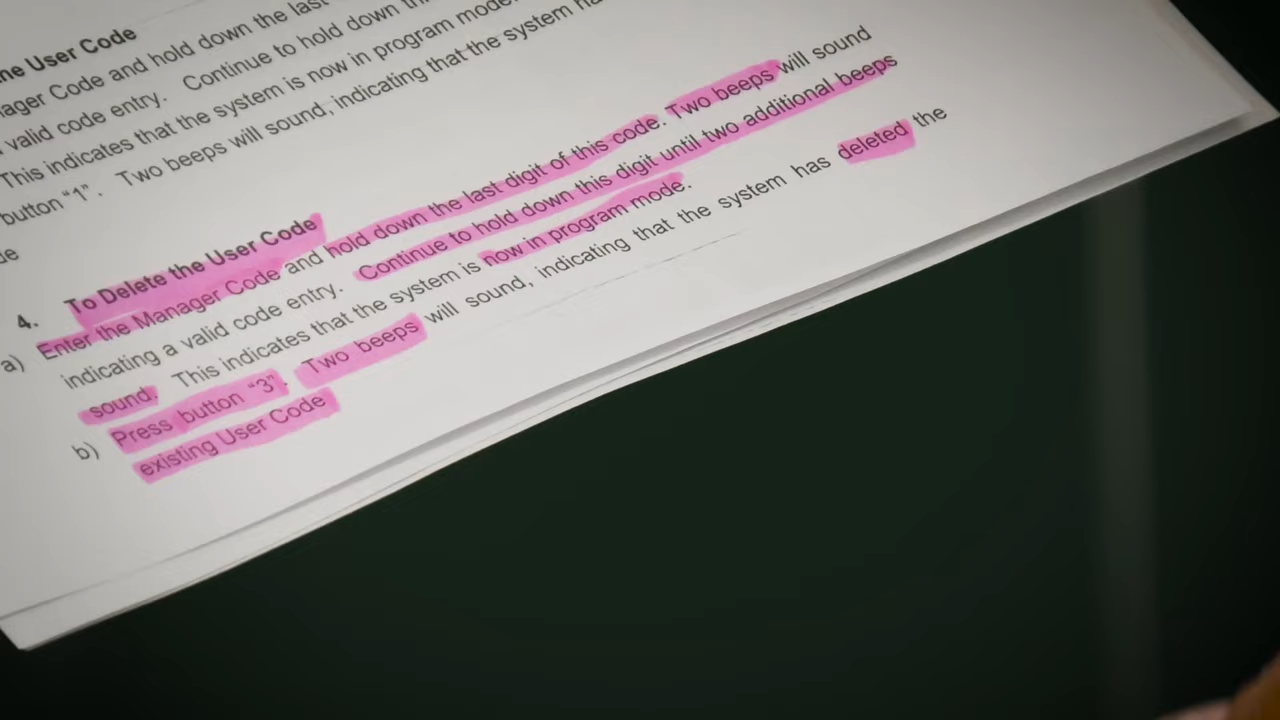 ne User Code
ager Code and hold down the last
valid code entry. Continue to hold down
This indicates that the system is now in program mode.
button “1”. Two beeps will sound, indicating that the system
4. To Delete the User Code
a) Enter the Manager Code and hold down the last digit of this code. Two beeps will sound
indicating a valid code entry. Continue to hold down this digit until two additional beeps
sound. This indicates that the system is now in program mode.
b) Press button “3”. Two beeps will sound, indicating that the system has deleted the
existing User Code